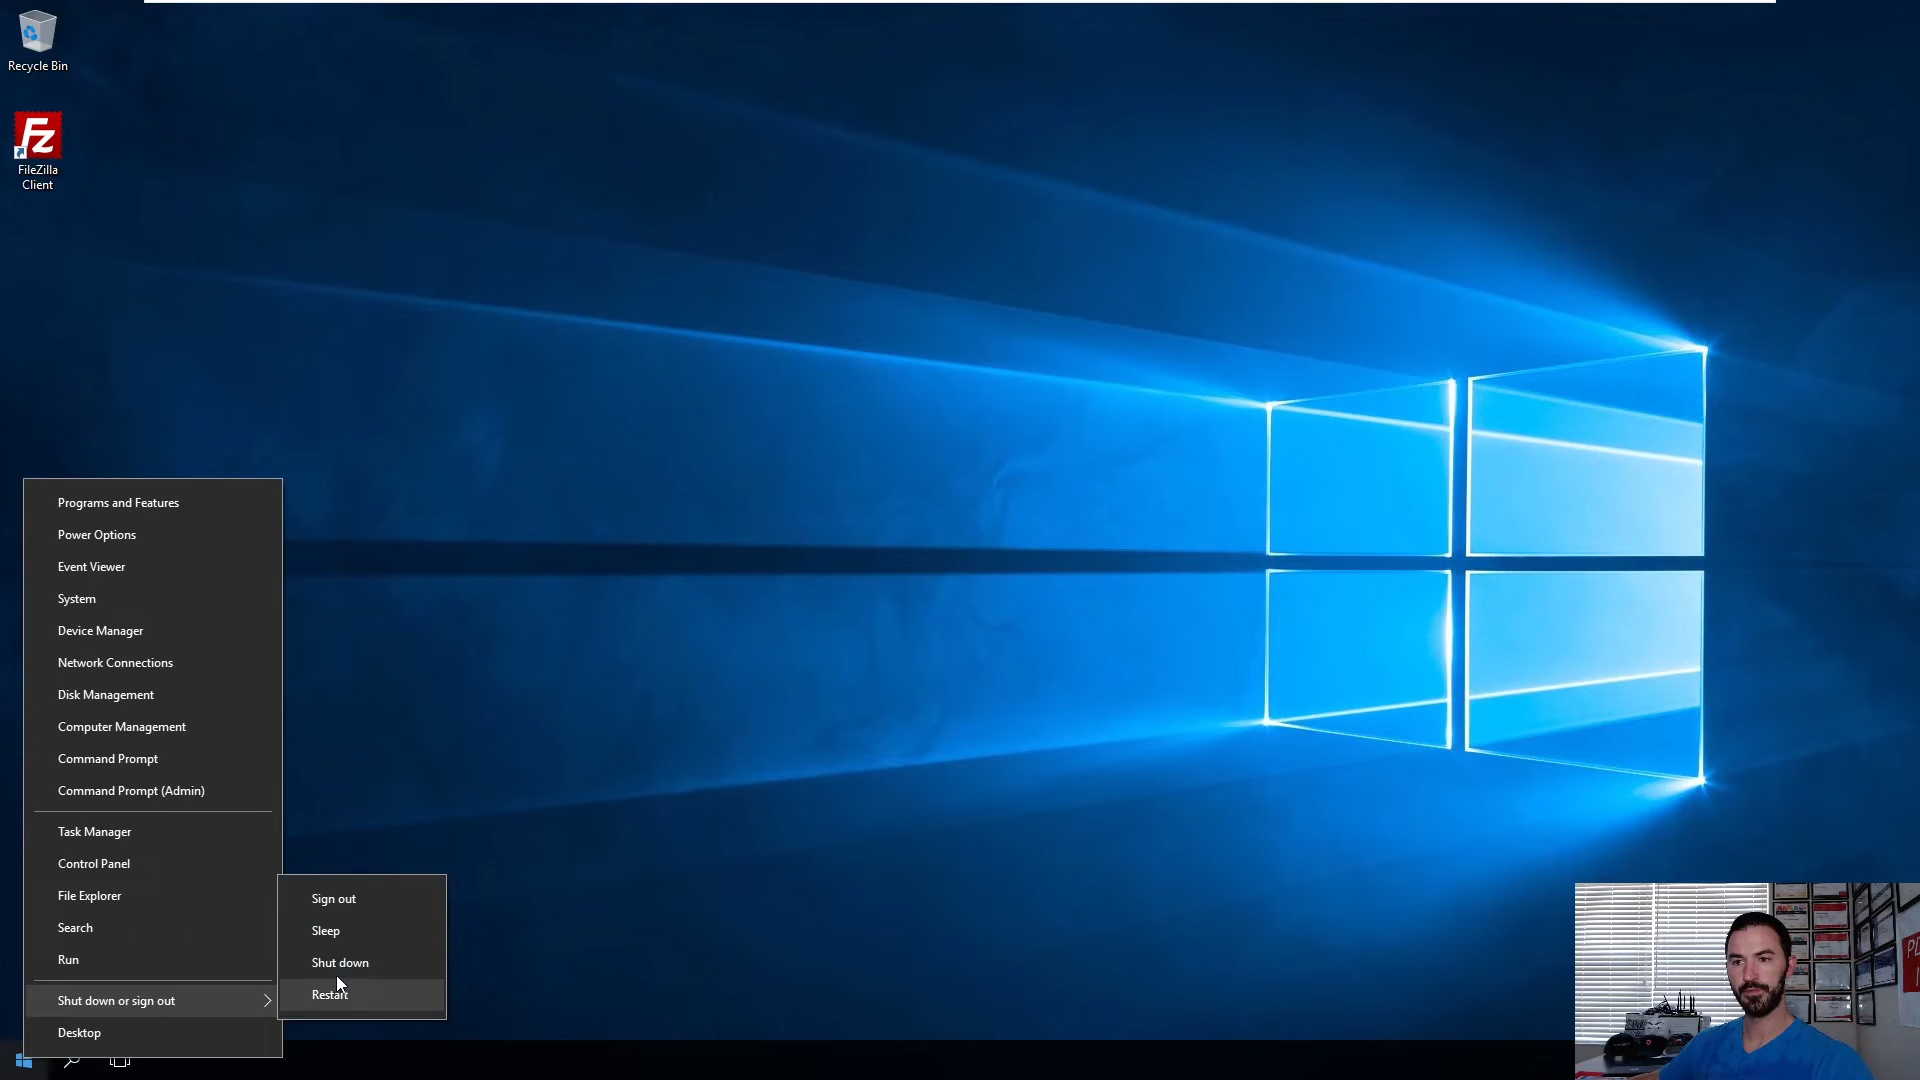 Recycle Bin
Fz
FileZilla
Client
Programs and Features
Power Options
Event Viewer
System
Device Manager
Network Connections
Disk Management
Computer Management
Command Prompt
Command Prompt (Admin)
Task Manager
Control Panel
File Explorer
Search
Run
Shut down or sign out
Desktop
Sign out
Sleep
Shut down
Restart